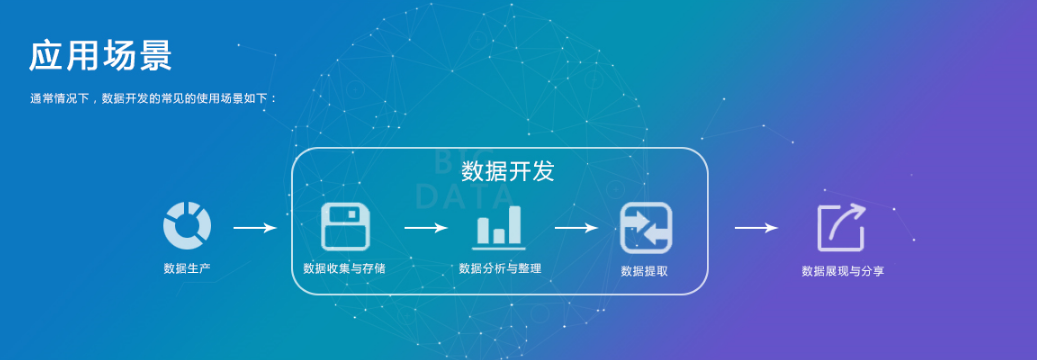 应用场景
通常情况下，数据开发的常见的使用场景如下：
BIG
DATA
数据开发
数据生产
数据收集与存储
数据分析与整理
数据提取
数据展现与分享